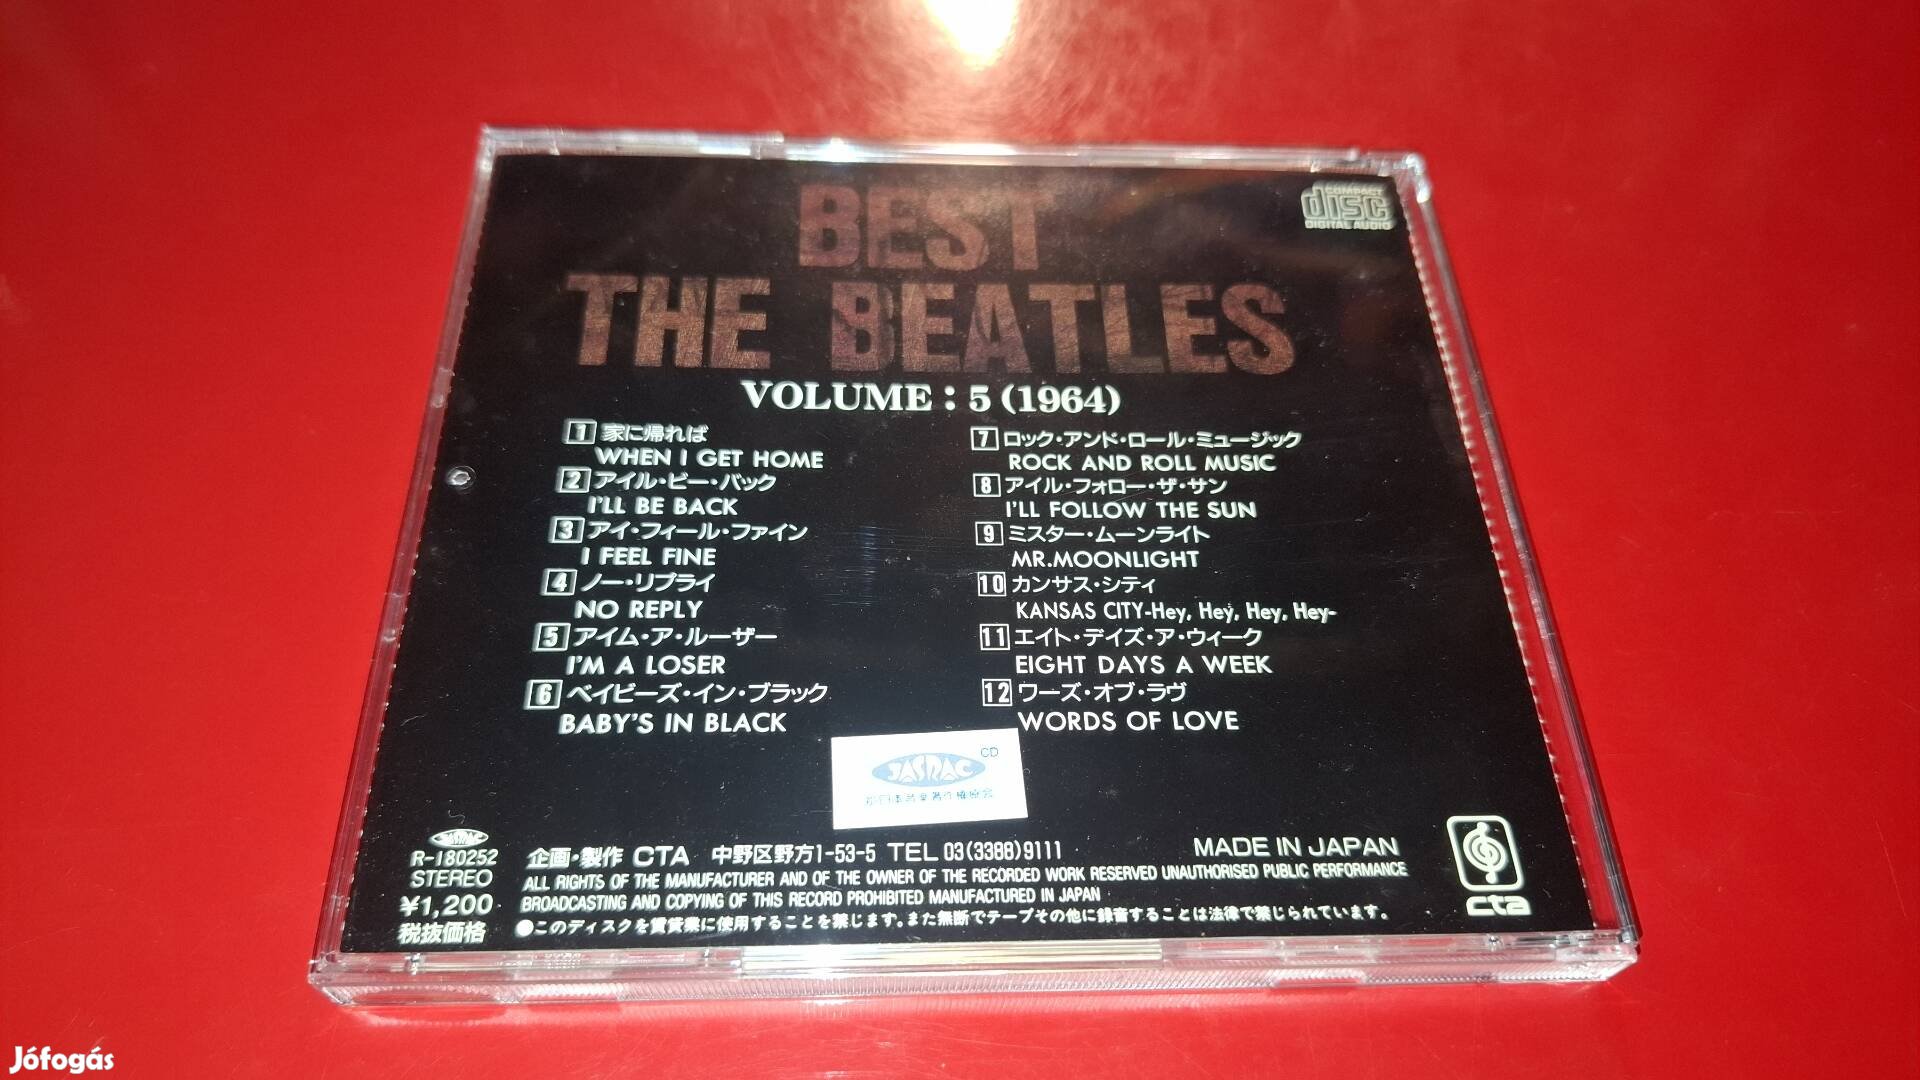 BEST
THE BEATLES
COMPACT
disc
DIGITAL AUDIO
VOLUME : 5 (1964)
1 家に帰れば
WHEN I GET HOME
2 アイル・ビー・バック
I'LL BE BACK
3 アイ・フィール・ファイン
I FEEL FINE
4 ノー・リプライ
NO REPLY
5 アイム・ア・ルーザー
I'M A LOSER
6 ベイビーズ・イン・ブラック
BABY'S IN BLACK
7 ロック・アンド・ロール・ミュージック
ROCK AND ROLL MUSIC
8 アイル・フォロー・ザ・サン
I'LL FOLLOW THE SUN
9 ミスター・ムーンライト
MR.MOONLIGHT
10 カンサス・シティ
KANSAS CITY-Hey, Hey, Hey, Hey-
11 エイト・デイズ・ア・ウィーク
EIGHT DAYS A WEEK
12 ワーズ・オブ・ラヴ
WORDS OF LOVE
CD
JASRAC
JASRAC
R-180252
STEREO
¥1,200
税抜価格
企画・製作 CTA 中野区野方1-53-5 TEL 03(3388)9111
MADE IN JAPAN
ALL RIGHTS OF THE MANUFACTURER AND OF THE OWNER OF THE RECORDED WORK RESERVED UNAUTHORISED PUBLIC PERFORMANCE
BROADCASTING AND COPYING OF THIS RECORD PROHIBITED MANUFACTURED IN JAPAN
●このディスクを賃貸業に使用することを禁じます。また無断でテープその他に録音することは法律で禁じられています。
cta
Jófogás